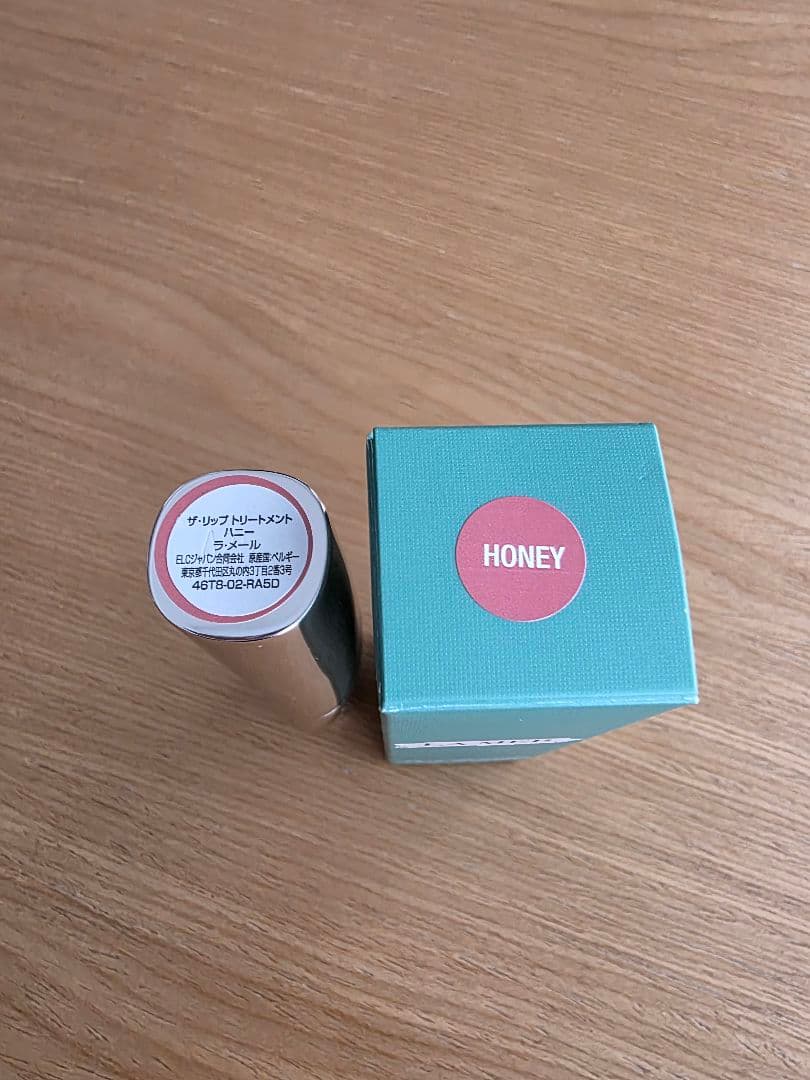 ザ・リップ トリートメント
ハニー
ラ・メール
ELCジャパン合同会社 原産国:ベルギー
東京都千代田区丸の内3丁目2番3号
46T8-02-RA5D
HONEY
LA MER